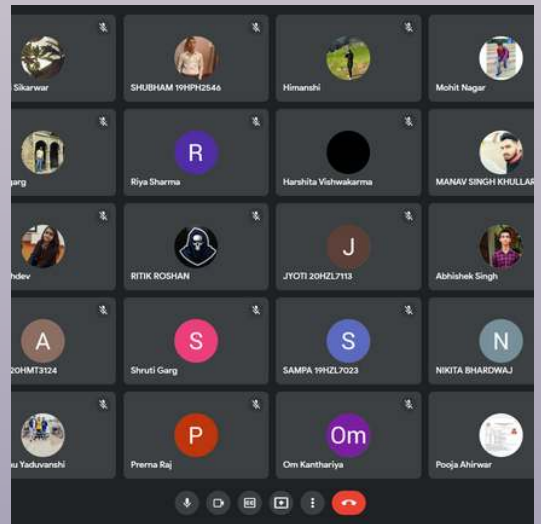 Sikarwar
SHUBHAM 19HPH2546
Himanshi
Mohit Nagar
garg
R
Riya Sharma
Harshita Vishwakarma
MANAV SINGH KHULLAR
hdev
RITIK ROSHAN
J
JYOTI 20HZL7113
Abhishek Singh
A
20HMT3124
S
Shruti Garg
S
SAMPA 19HZL7023
N
NIKITA BHARDWAJ
u Yaduvanshi
P
Prerna Raj
Om
Om Kanthariya
Pooja Ahirwar
CC